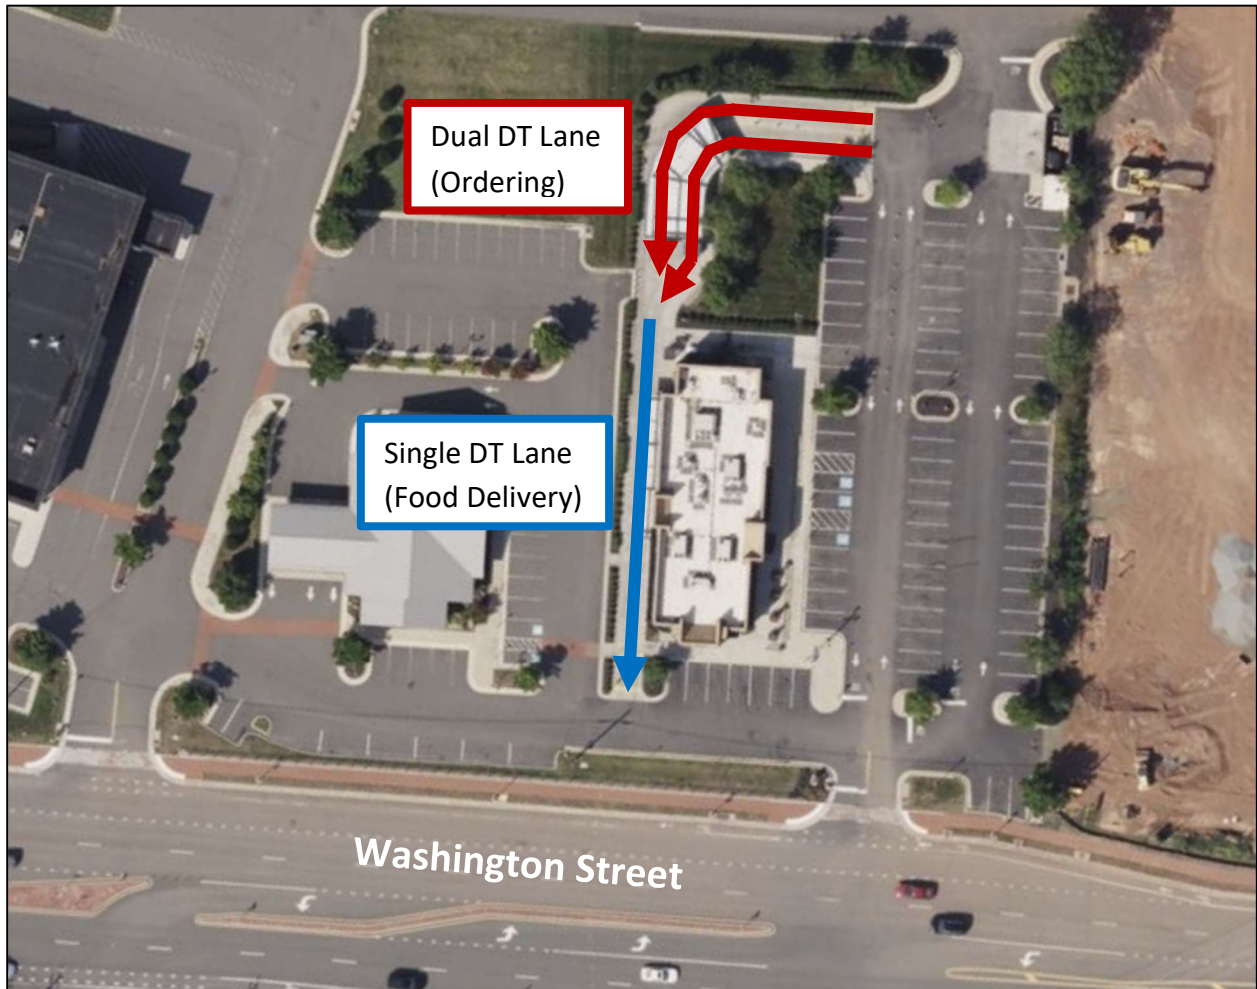 Dual DT Lane
(Ordering)
Single DT Lane
(Food Delivery)
Washington Street